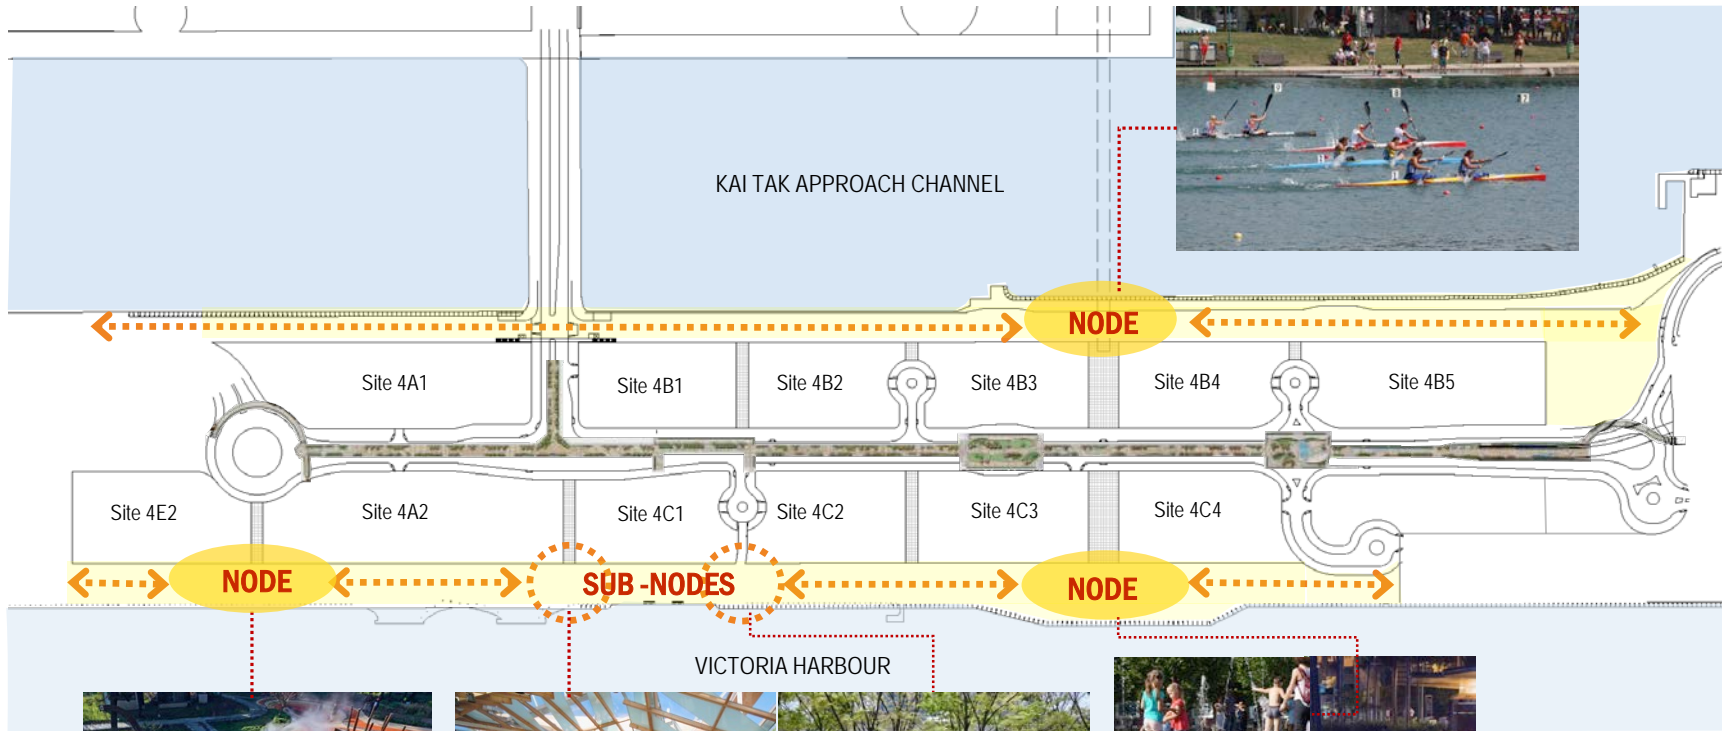 KAI TAK APPROACH CHANNEL
NODE
Site 4A1
Site 4B1
Site 4B2
Site 4B3
Site 4B4
Site 4B5
Site 4E2
Site 4A2
Site 4C1
Site 4C2
Site 4C3
Site 4C4
NODE
SUB -NODES
NODE
VICTORIA HARBOUR